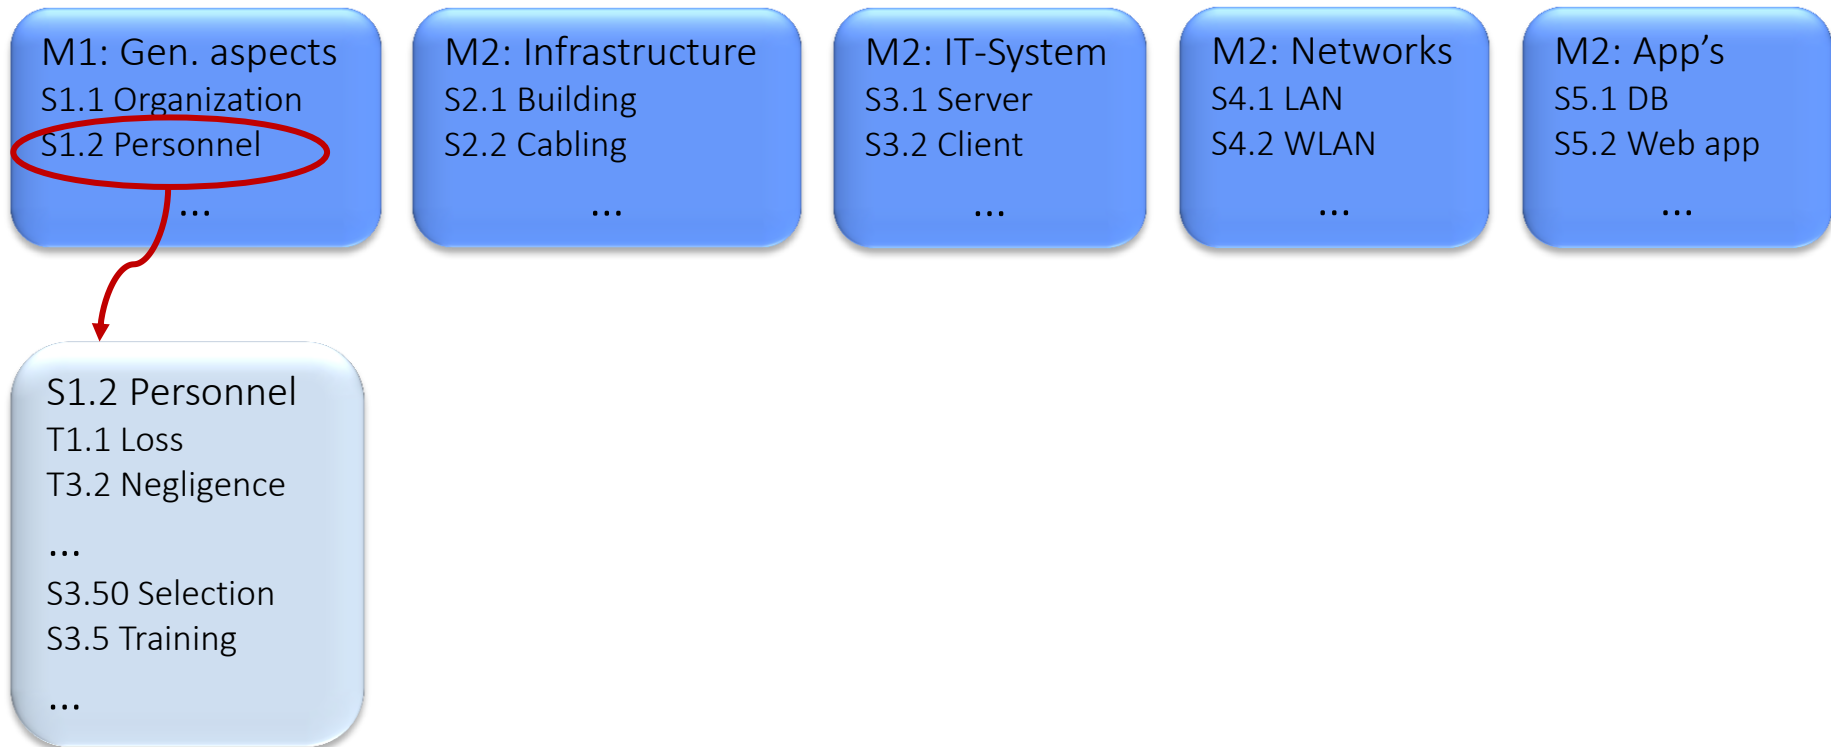 M1: Gen. aspects
S1.1 Organization
S1.2 Personnel
...
M2: Infrastructure
S2.1 Building
S2.2 Cabling
...
M2: IT-System
S3.1 Server
S3.2 Client
...
M2: Networks
S4.1 LAN
S4.2 WLAN
...
M2: App’s
S5.1 DB
S5.2 Web app
...
S1.2 Personnel
T1.1 Loss
T3.2 Negligence
...
S3.50 Selection
S3.5 Training
...